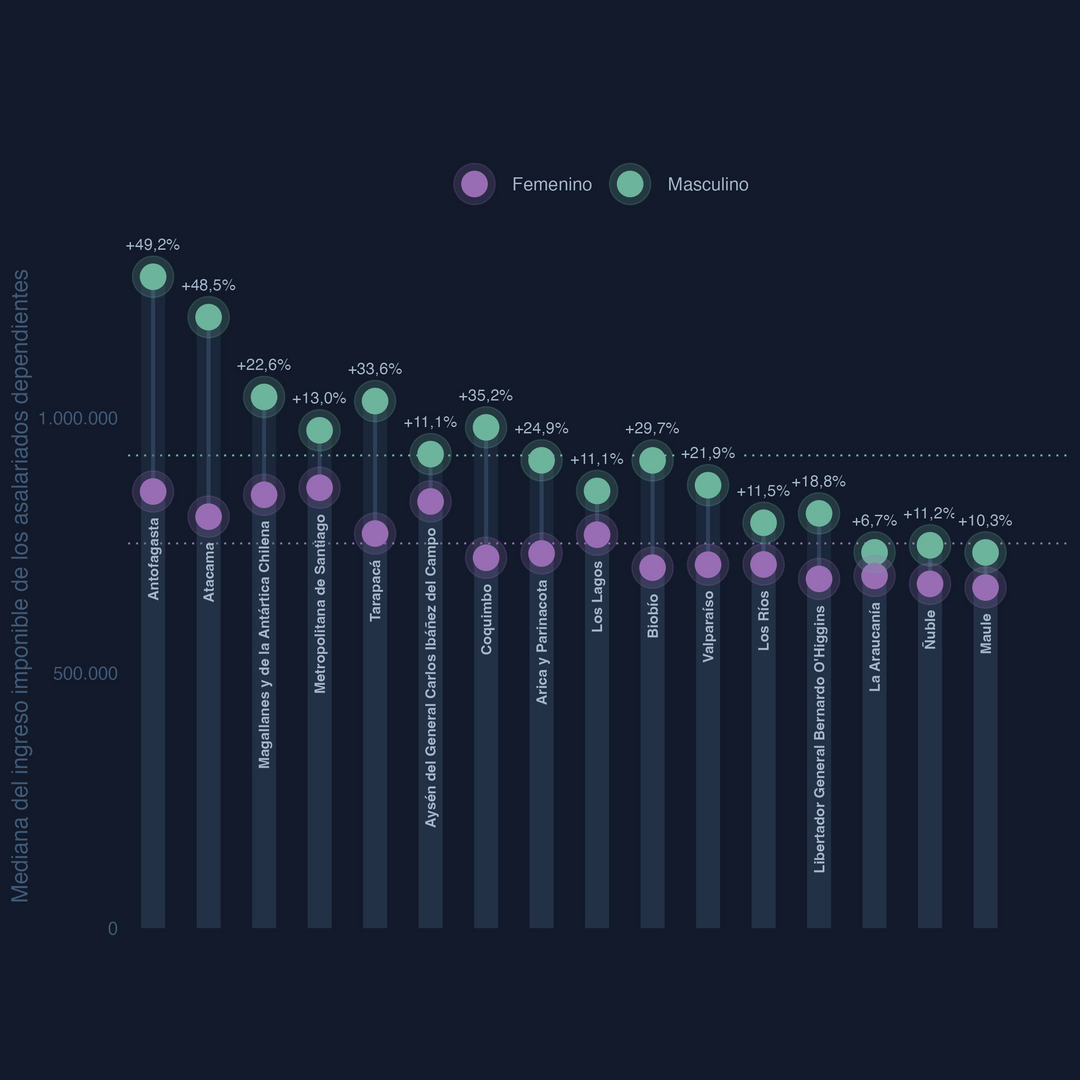 Femenino
Masculino
+49,2%
+48,5%
+22,6%
+13,0%
+33,6%
+11,1%
+35,2%
+24,9%
+11,1%
+29,7%
+21,9%
+11,5%
+18,8%
+6,7%
+11,2%
+10,3%
Mediana del ingreso imponible de los asalariados dependientes
1.000.000
500.000
0
Antofagasta
Atacama
Magallanes y de la Antártica Chilena
Metropolitana de Santiago
Tarapacá
Aysén del General Carlos Ibáñez del Campo
Coquimbo
Arica y Parinacota
Los Lagos
Biobío
Valparaíso
Los Ríos
Libertador General Bernardo O'Higgins
La Araucanía
Ñuble
Maule